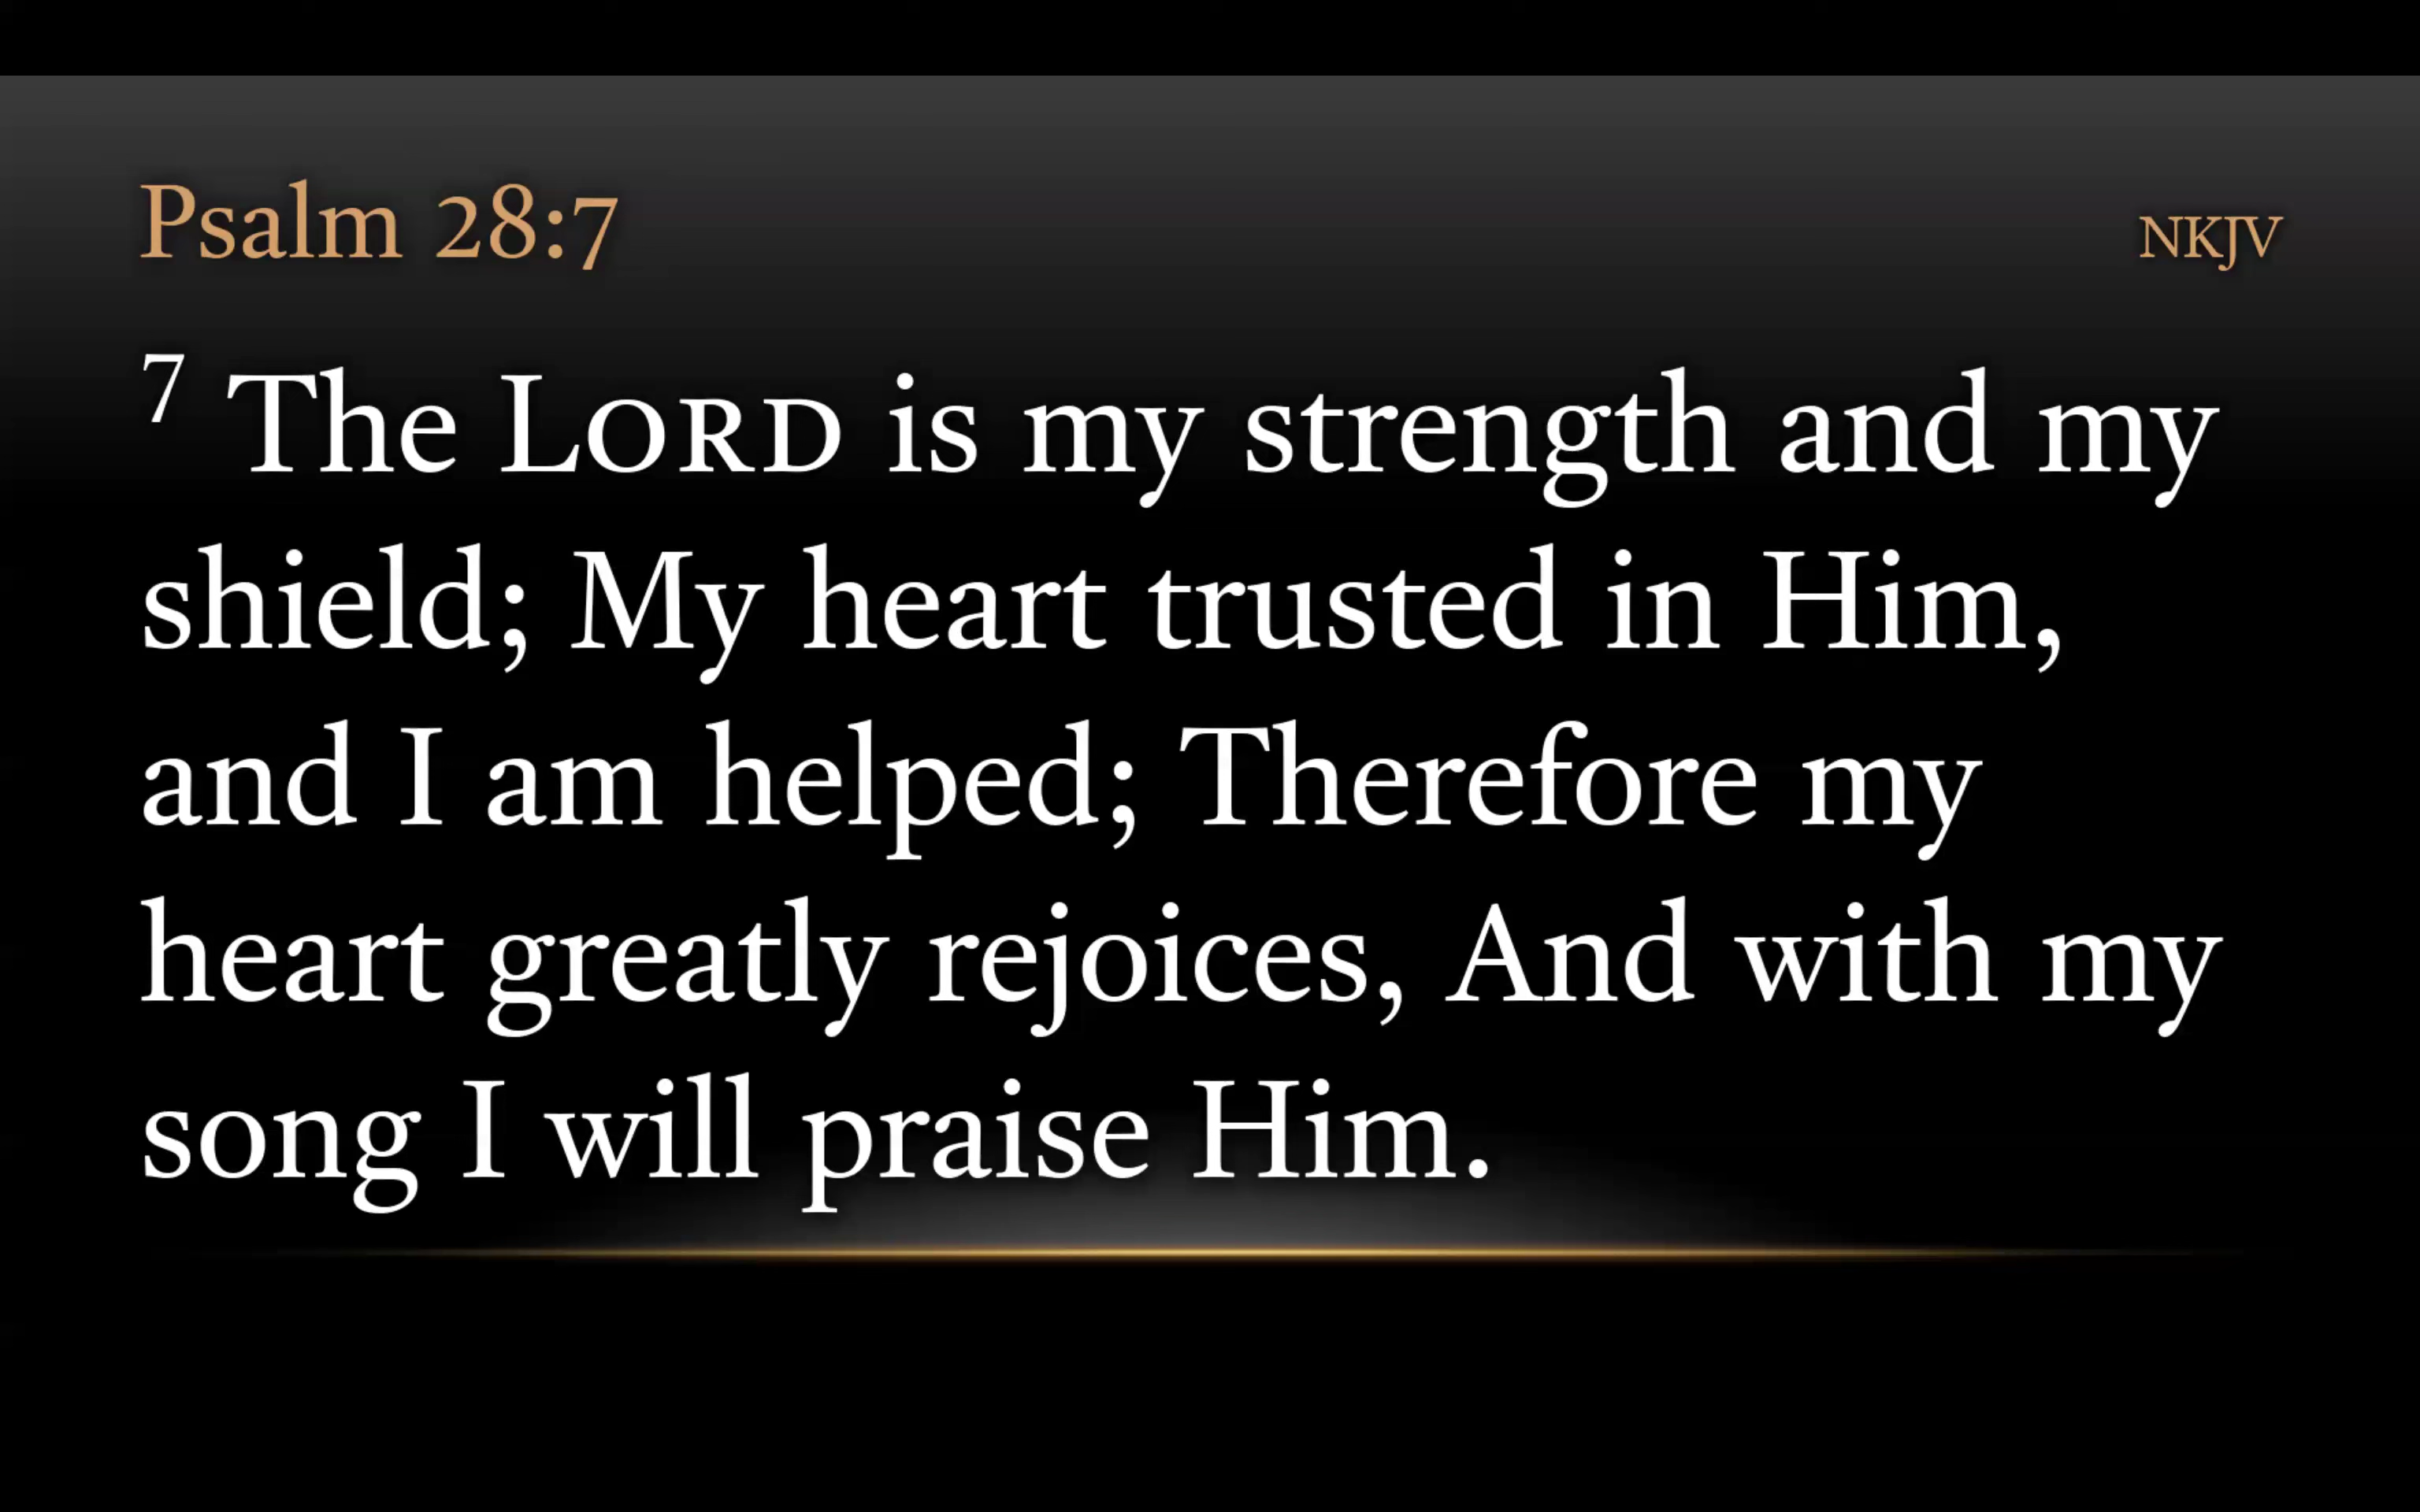 Psalm 28:7
NKJV
7 The LORD is my strength and my
shield; My heart trusted in Him,
and I am helped; Therefore my
heart greatly rejoices, And with my
song I will praise Him.